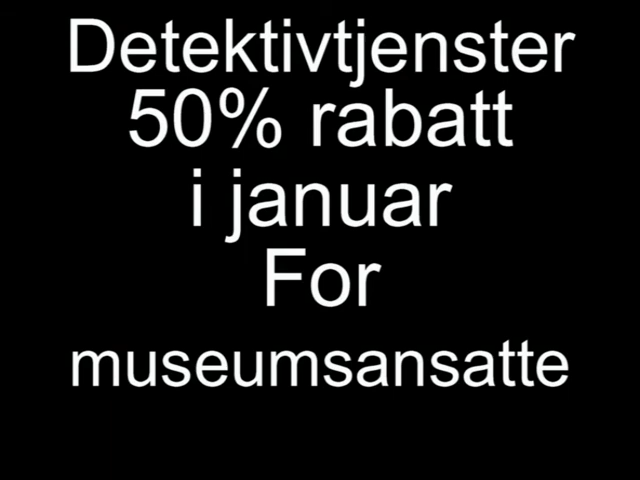 Detektivtjenster
50% rabatt
i januar
For
museumsansatte